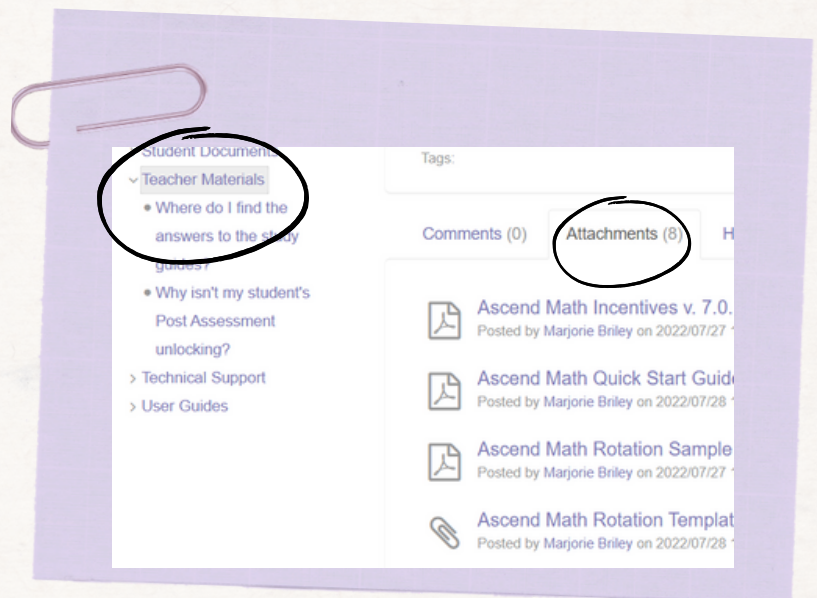 Student Documents
Teacher Materials
Where do I find the
answers to the study
guides?
Why isn't my student's
Post Assessment
unlocking?
Technical Support
User Guides
Tags:
Comments (0)
Attachments (8)
H
Ascend Math Incentives v. 7.0.
Posted by Marjorie Briley on 2022/07/27 1
Ascend Math Quick Start Guid
Posted by Marjorie Briley on 2022/07/28
Ascend Math Rotation Sample
Posted by Marjorie Briley on 2022/07/27 1
Ascend Math Rotation Templat
Posted by Marjorie Briley on 2022/07/28